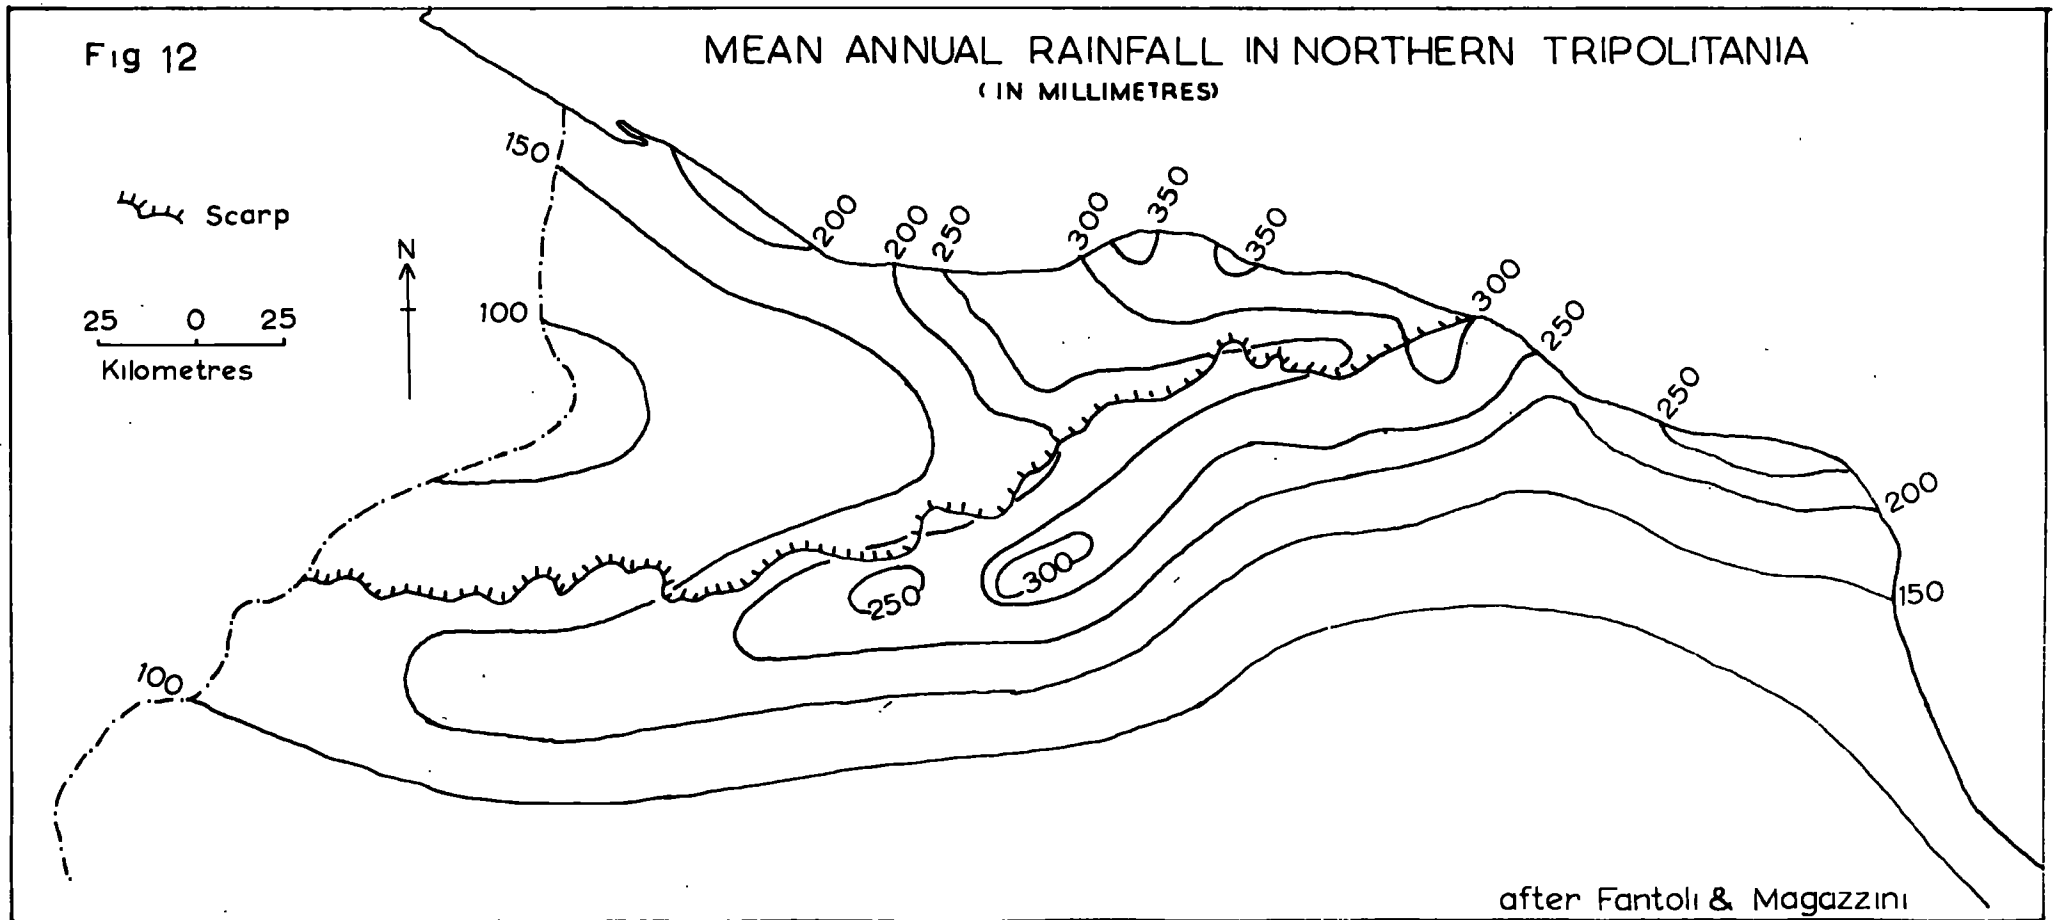 Fig 12
MEAN ANNUAL RAINFALL IN NORTHERN TRIPOLITANIA
(IN MILLIMETRES)
150
Scarp
200
200
250
300
350
350
N
300
100
25 0 25
250
Kilometres
250
200
300
250
150
100
after Fantoli & Magazzini